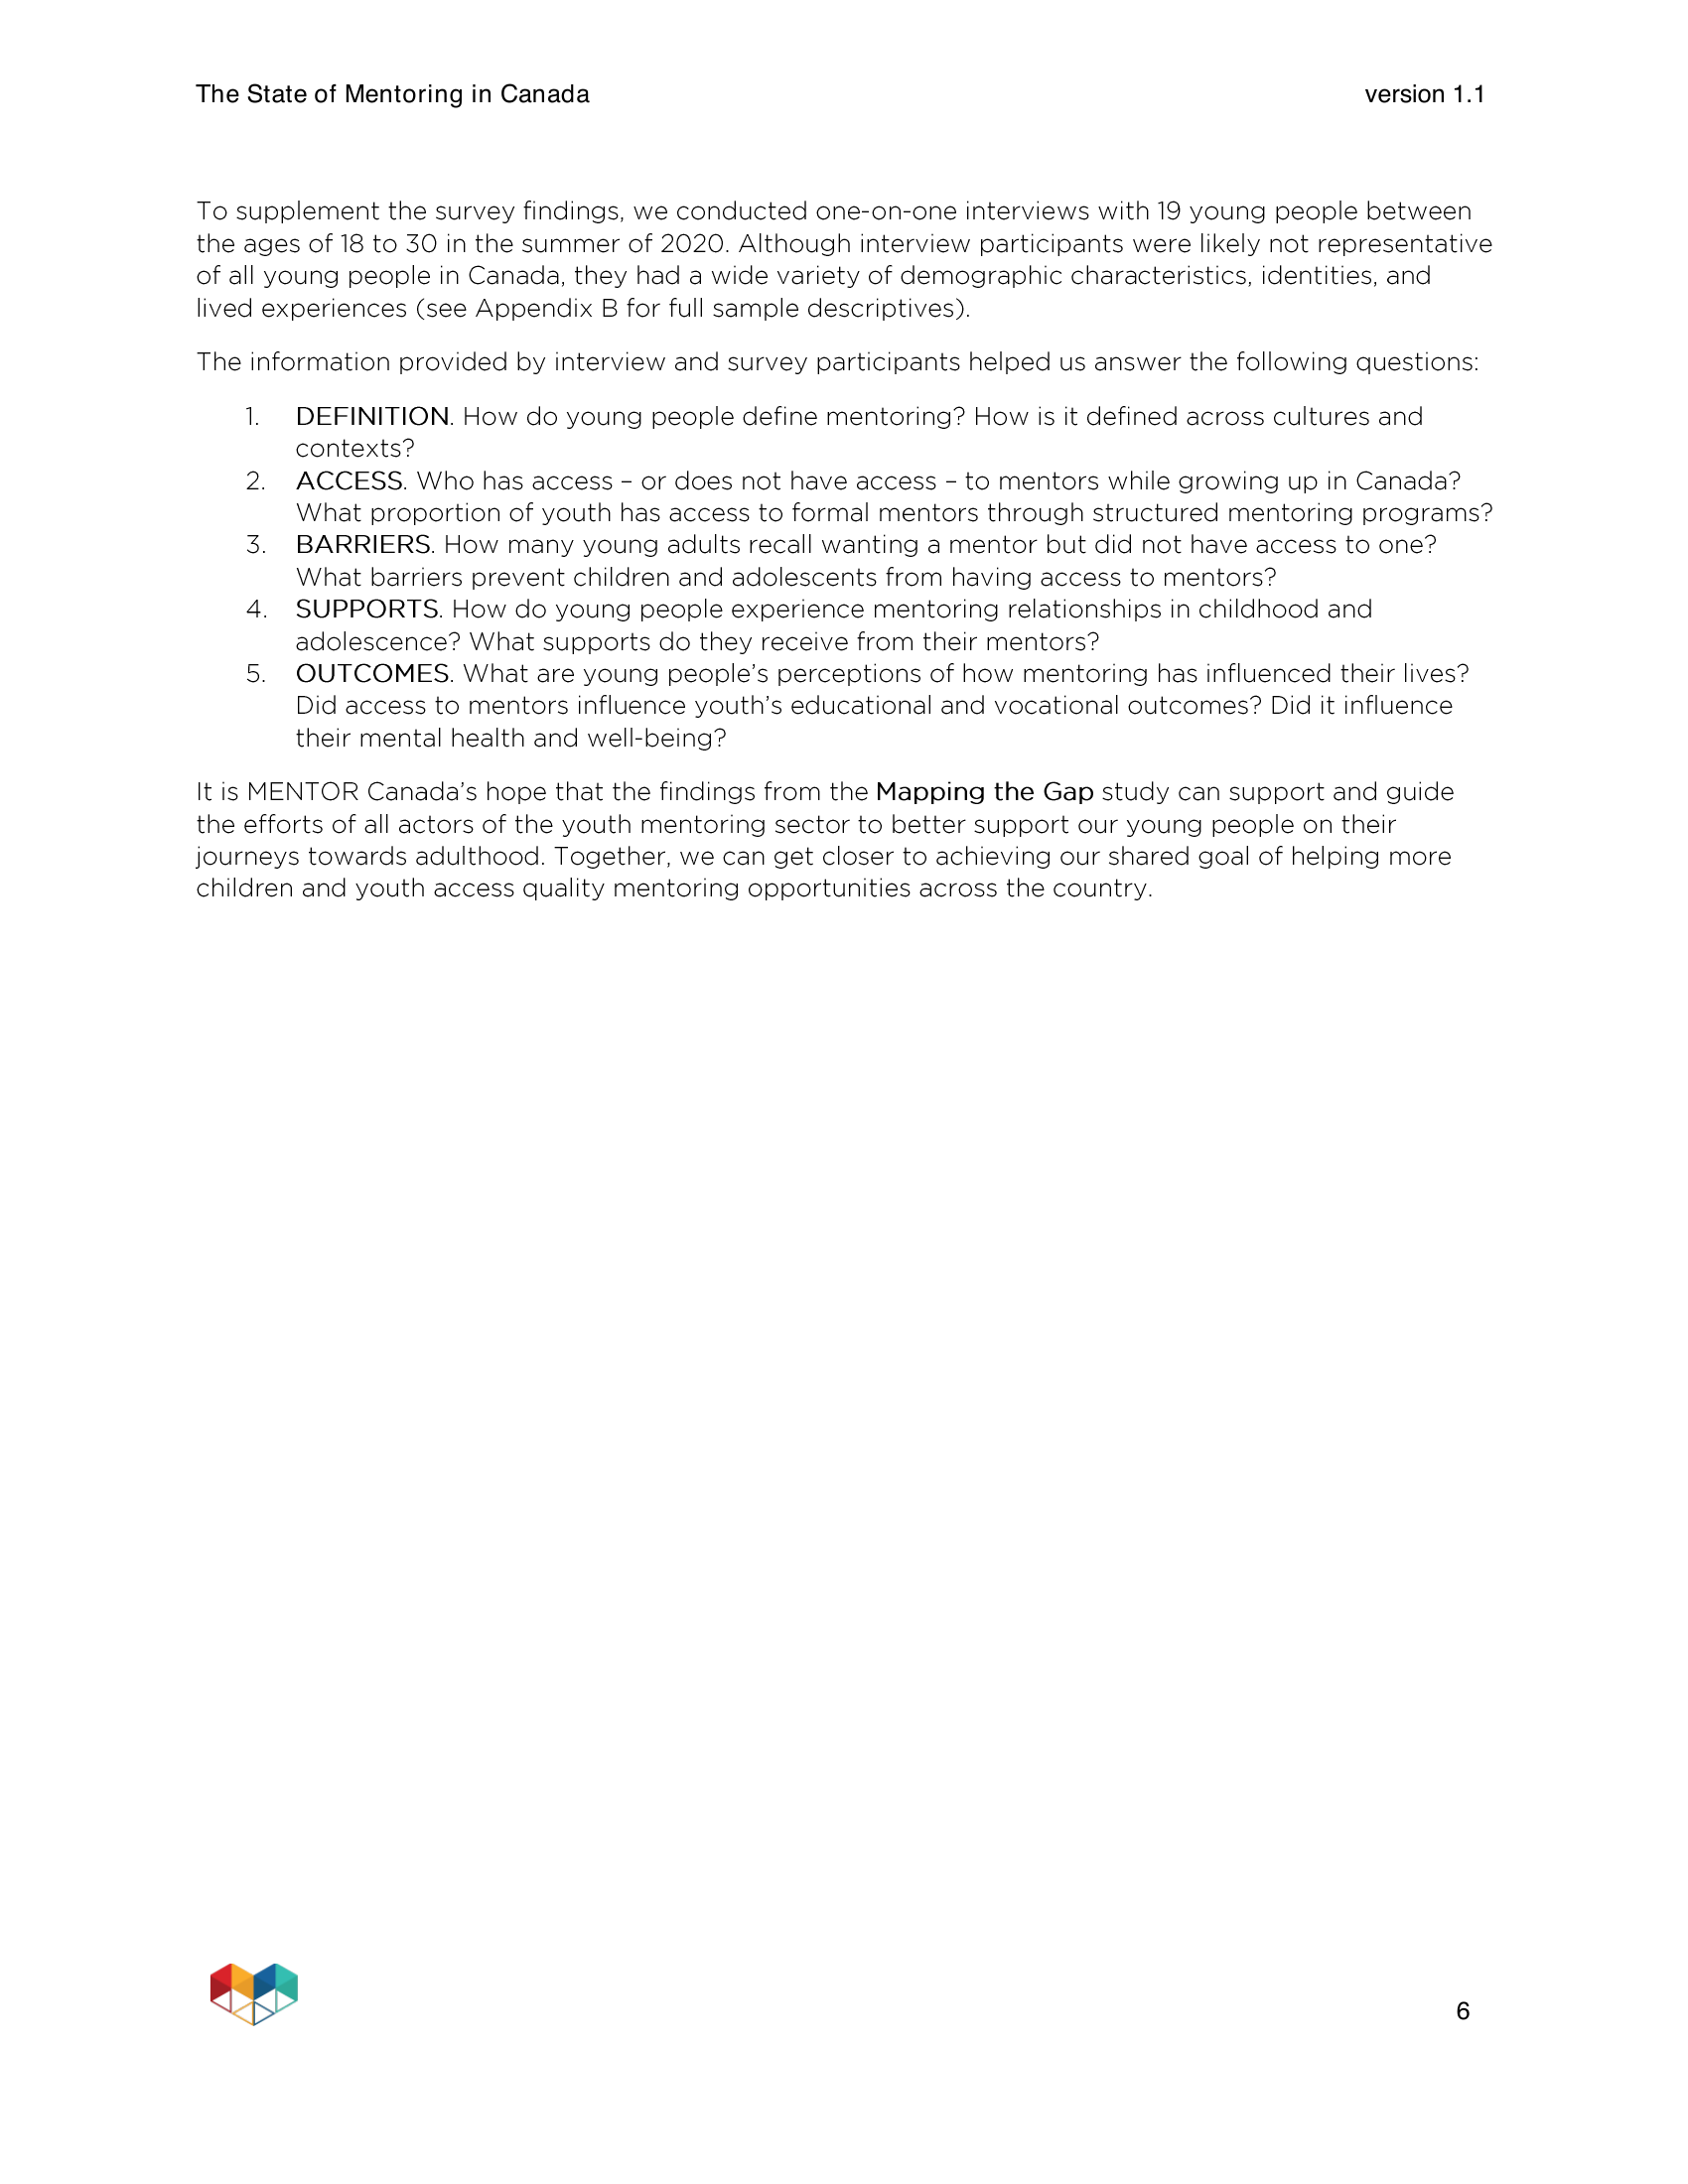 The State of Mentoring in Canada
version 1.1
To supplement the survey findings, we conducted one-on-one interviews with 19 young people between
the ages of 18 to 30 in the summer of 2020. Although interview participants were likely not representative
of all young people in Canada, they had a wide variety of demographic characteristics, identities, and
lived experiences (see Appendix B for full sample descriptives).
The information provided by interview and survey participants helped us answer the following questions:
1. DEFINITION. How do young people define mentoring? How is it defined across cultures and
contexts?
2. ACCESS. Who has access – or does not have access – to mentors while growing up in Canada?
What proportion of youth has access to formal mentors through structured mentoring programs?
3. BARRIERS. How many young adults recall wanting a mentor but did not have access to one?
What barriers prevent children and adolescents from having access to mentors?
4. SUPPORTS. How do young people experience mentoring relationships in childhood and
adolescence? What supports do they receive from their mentors?
5. OUTCOMES. What are young people’s perceptions of how mentoring has influenced their lives?
Did access to mentors influence youth’s educational and vocational outcomes? Did it influence
their mental health and well-being?
It is MENTOR Canada’s hope that the findings from the Mapping the Gap study can support and guide
the efforts of all actors of the youth mentoring sector to better support our young people on their
journeys towards adulthood. Together, we can get closer to achieving our shared goal of helping more
children and youth access quality mentoring opportunities across the country.
6